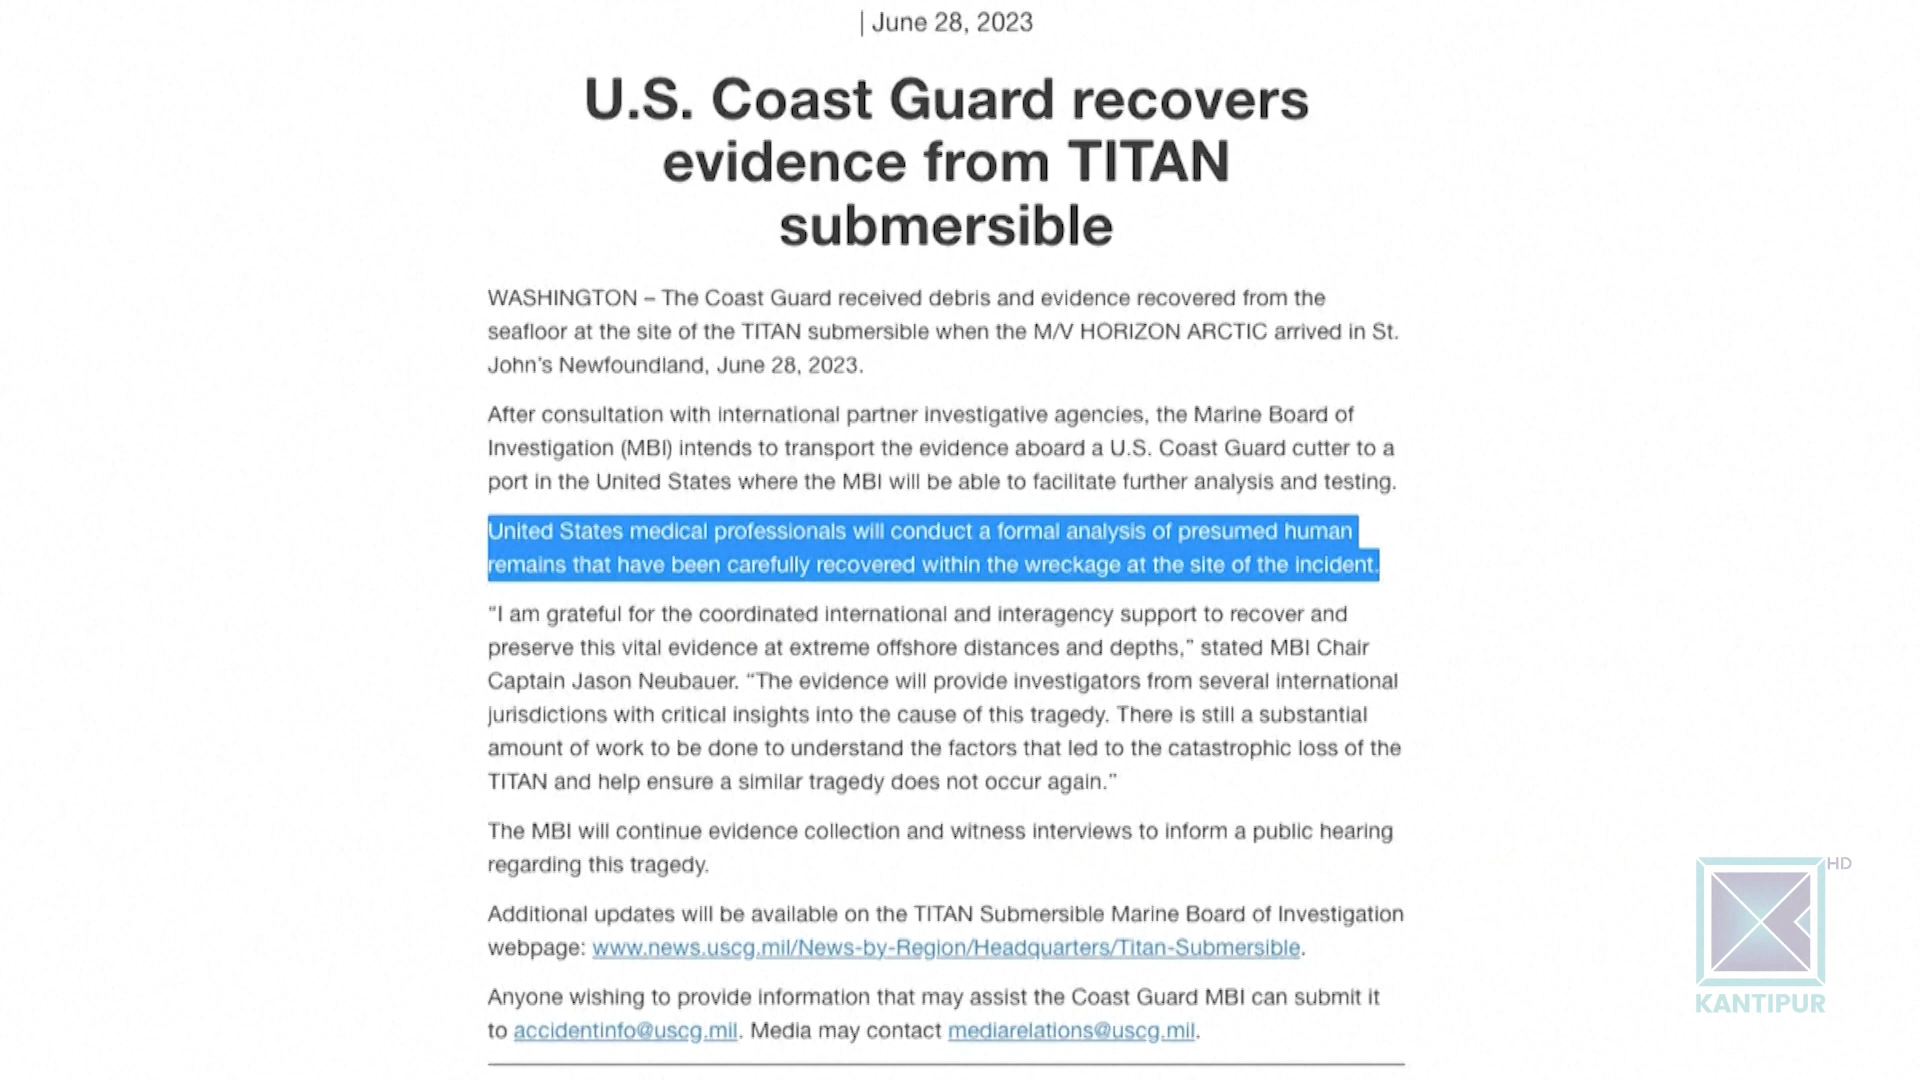 | June 28, 2023
U.S. Coast Guard recovers
evidence from TITAN
submersible
WASHINGTON – The Coast Guard received debris and evidence recovered from the
seafloor at the site of the TITAN submersible when the M/V HORIZON ARCTIC arrived in St.
John's Newfoundland, June 28, 2023.
After consultation with international partner investigative agencies, the Marine Board of
Investigation (MBI) intends to transport the evidence aboard a U.S. Coast Guard cutter to a
port in the United States where the MBI will be able to facilitate further analysis and testing.
United States medical professionals will conduct a formal analysis of presumed human
remains that have been carefully recovered within the wreckage at the site of the incident.
“I am grateful for the coordinated international and interagency support to recover and
preserve this vital evidence at extreme offshore distances and depths,” stated MBI Chair
Captain Jason Neubauer. “The evidence will provide investigators from several international
jurisdictions with critical insights into the cause of this tragedy. There is still a substantial
amount of work to be done to understand the factors that led to the catastrophic loss of the
TITAN and help ensure a similar tragedy does not occur again.”
The MBI will continue evidence collection and witness interviews to inform a public hearing
regarding this tragedy.
Additional updates will be available on the TITAN Submersible Marine Board of Investigation
webpage: www.news.uscg.mil/News-by-Region/Headquarters/Titan-Submersible.
Anyone wishing to provide information that may assist the Coast Guard MBI can submit it
to accidentinfo@uscg.mil. Media may contact mediarelations@uscg.mil.
HD
KANTIPUR